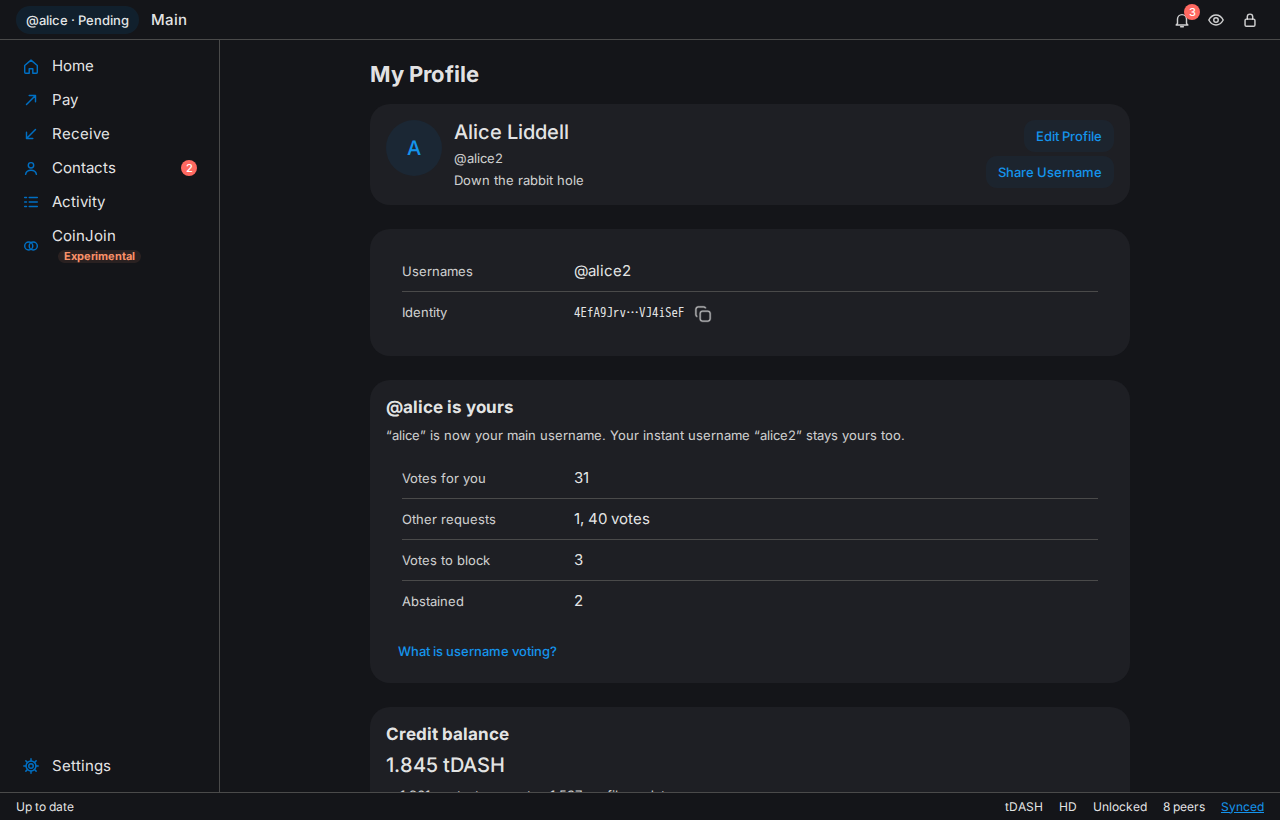 @alice · Pending
Main
3
Home
Pay
Receive
Contacts
2
Activity
CoinJoin
Experimental
Settings
My Profile
A
Alice Liddell
@alice2
Down the rabbit hole
Edit Profile
Share Username
Usernames
@alice2
Identity
4EfA9Jrv⋯VJ4iSeF
@alice is yours
“alice” is now your main username. Your instant username “alice2” stays yours too.
Votes for you
31
Other requests
1, 40 votes
Votes to block
3
Abstained
2
What is username voting?
Credit balance
1.845 tDASH
Up to date
tDASH
HD
Unlocked
8 peers
Synced